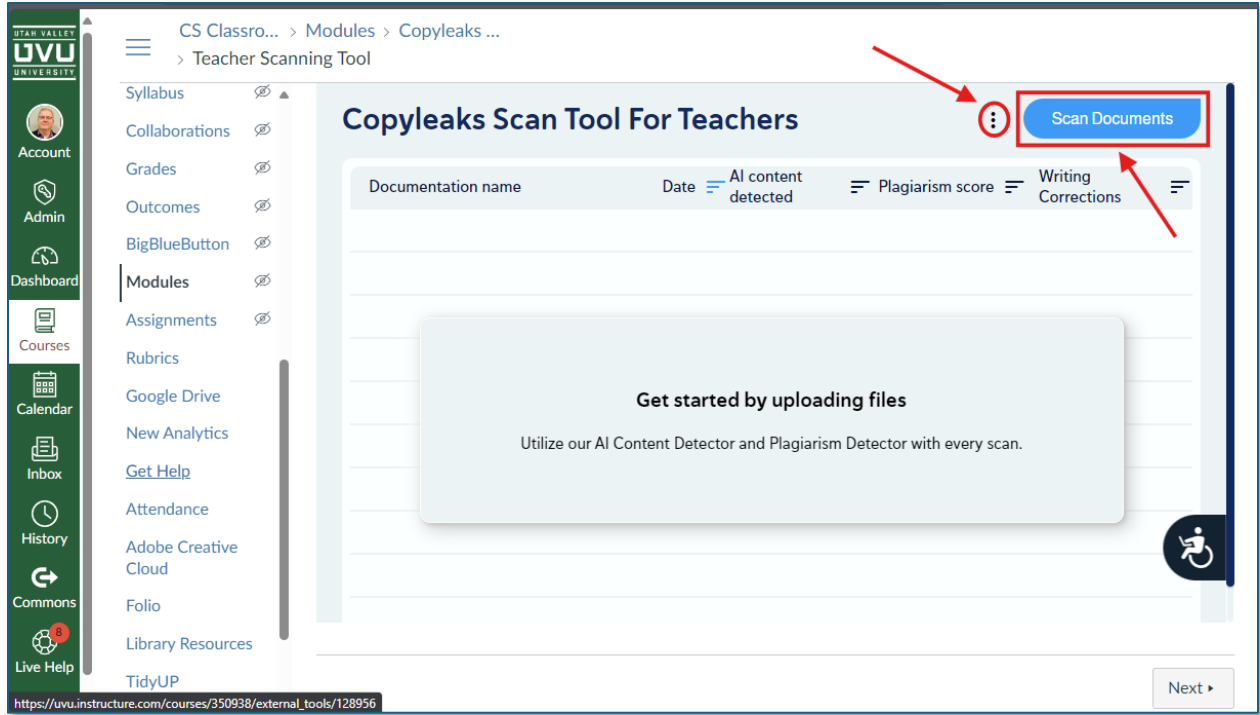 UTAH VALLEY
UVU
UNIVERSITY
Account
Admin
Dashboard
Courses
Calendar
Inbox
History
Commons
8
Live Help
CS Classro... > Modules > Copyleaks ...
> Teacher Scanning Tool
Syllabus
Collaborations
Grades
Outcomes
BigBlueButton
Modules
Assignments
Rubrics
Google Drive
New Analytics
Get Help
Attendance
Adobe Creative
Cloud
Folio
Library Resources
TidyUP
Copyleaks Scan Tool For Teachers
Scan Documents
Documentation name
Date
AI content
detected
Plagiarism score
Writing
Corrections
Get started by uploading files
Utilize our AI Content Detector and Plagiarism Detector with every scan.
Next
https://uvu.instructure.com/courses/350938/external_tools/128956